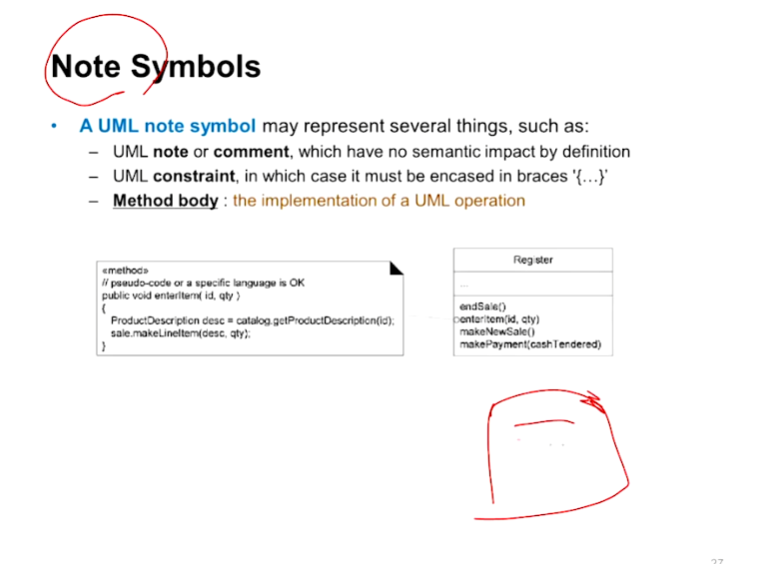 Note Symbols
• A UML note symbol may represent several things, such as:
– UML note or comment, which have no semantic impact by definition
– UML constraint, in which case it must be encased in braces '{…}'
– Method body : the implementation of a UML operation
«method»
// pseudo-code or a specific language is OK
public void enterItem( id, qty )
{
ProductDescription desc = catalog.getProductDescription(id);
sale.makeLineItem(desc, qty);
}
Register
...
endSale()
enterItem(id, qty)
makeNewSale()
makePayment(cashTendered)
27